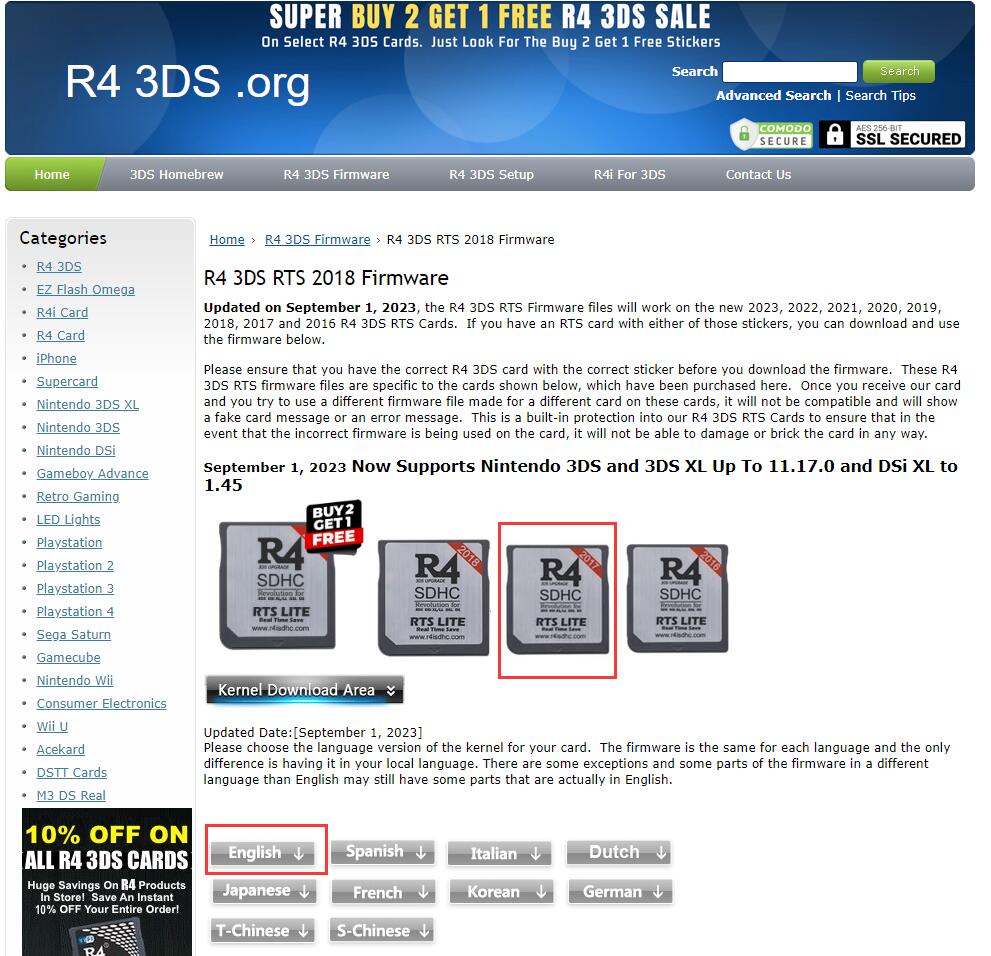 SUPER BUY 2 GET 1 FREE R4 3DS SALE
On Select R4 3DS Cards. Just Look For The Buy 2 Get 1 Free Stickers
R4 3DS .org
Search
Search
Advanced Search | Search Tips
COMODO
SECURE
AES 256-BIT
SSL SECURED
Home
3DS Homebrew
R4 3DS Firmware
R4 3DS Setup
R4i For 3DS
Contact Us
Categories
R4 3DS
EZ Flash Omega
R4i Card
R4 Card
iPhone
Supercard
Nintendo 3DS XL
Nintendo 3DS
Nintendo DSi
Gameboy Advance
Retro Gaming
LED Lights
Playstation
Playstation 2
Playstation 3
Playstation 4
Sega Saturn
Gamecube
Nintendo Wii
Consumer Electronics
Wii U
Acekard
DSTT Cards
M3 DS Real
10% OFF ON
ALL R4 3DS CARDS
Huge Savings On R4 Products
In Store! Save An Instant
10% OFF Your Entire Order!
R4
Home › R4 3DS Firmware › R4 3DS RTS 2018 Firmware
R4 3DS RTS 2018 Firmware
Updated on September 1, 2023, the R4 3DS RTS Firmware files will work on the new 2023, 2022, 2021, 2020, 2019,
2018, 2017 and 2016 R4 3DS RTS Cards. If you have an RTS card with either of those stickers, you can download and use
the firmware below.
Please ensure that you have the correct R4 3DS card with the correct sticker before you download the firmware. These R4
3DS RTS firmware files are specific to the cards shown below, which have been purchased here. Once you receive our card
and you try to use a different firmware file made for a different card on these cards, it will not be compatible and will show
a fake card message or an error message. This is a built-in protection into our R4 3DS RTS Cards to ensure that in the
event that the incorrect firmware is being used on the card, it will not be able to damage or brick the card in any way.
September 1, 2023 Now Supports Nintendo 3DS and 3DS XL Up To 11.17.0 and DSi XL to
1.45
BUY 2
GET 1
FREE
R4
3DS UPGRADE
SDHC
Revolution for
RTS LITE
Real Time Save
www.r4isdhc.com
2018
R4
3DS UPGRADE
SDHC
Revolution for
RTS LITE
Real Time Save
www.r4isdhc.com
2017
R4
3DS UPGRADE
SDHC
Revolution for
RTS LITE
Real Time Save
www.r4isdhc.com
2016
R4
3DS UPGRADE
SDHC
Revolution for
RTS LITE
Real Time Save
www.r4isdhc.com
Kernel Download Area
Updated Date:[September 1, 2023]
Please choose the language version of the kernel for your card. The firmware is the same for each language and the only
difference is having it in your local language. There are some exceptions and some parts of the firmware in a different
language than English may still have some parts that are actually in English.
English ↓ Spanish ↓ Italian ↓ Dutch ↓
Japanese ↓ French ↓ Korean ↓ German ↓
T-Chinese ↓ S-Chinese ↓